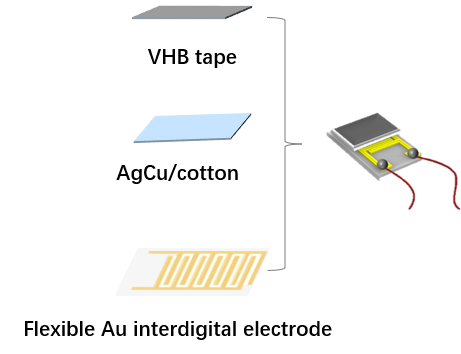 VHB tape
AgCu/cotton
Flexible Au interdigital electrode